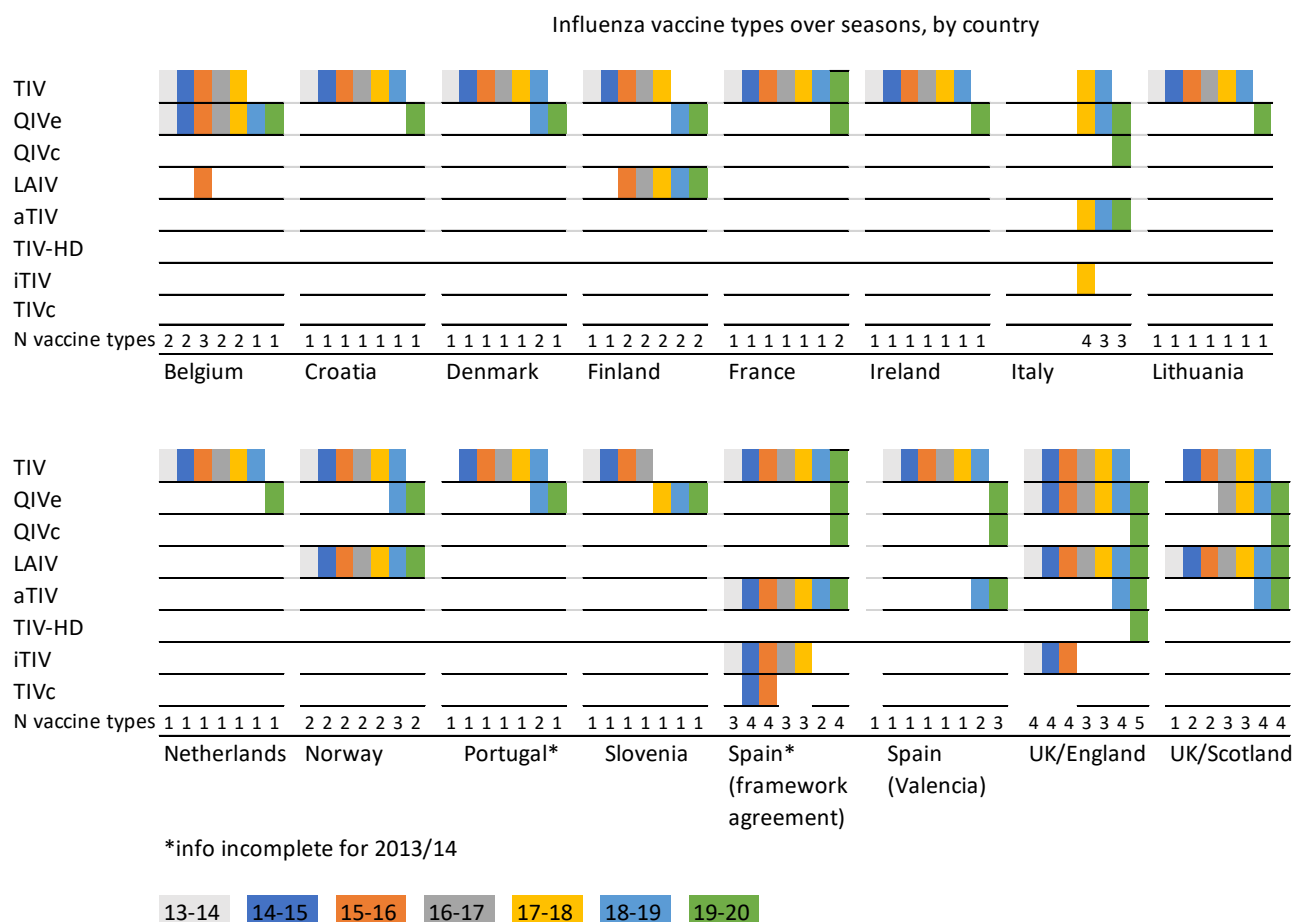 Influenza vaccine types over seasons, by country
TIV
QIVe
QIVc
LAIV
aTIV
TIV-HD
iTIV
TIVc
N vaccine types 2 2 3 2 2 1 1 1 1 1 1 1 1 1 1 1 1 1 1 2 1 1 1 2 2 2 2 2 1 1 1 1 1 1 2 1 1 1 1 1 1 1 4 3 3 1 1 1 1 1 1 1
Belgium Croatia Denmark Finland France Ireland Italy Lithuania
TIV
QIVe
QIVc
LAIV
aTIV
TIV-HD
iTIV
TIVc
N vaccine types 1 1 1 1 1 1 1 2 2 2 2 2 3 2 1 1 1 1 1 2 1 1 1 1 1 1 1 1 3 4 4 3 3 2 4 1 1 1 1 1 1 2 3 4 4 4 3 3 4 5 1 2 2 3 3 4 4
Netherlands Norway Portugal* Slovenia Spain* Spain UK/England UK/Scotland
(framework (Valencia)
agreement)
*info incomplete for 2013/14
13-14 14-15 15-16 16-17 17-18 18-19 19-20